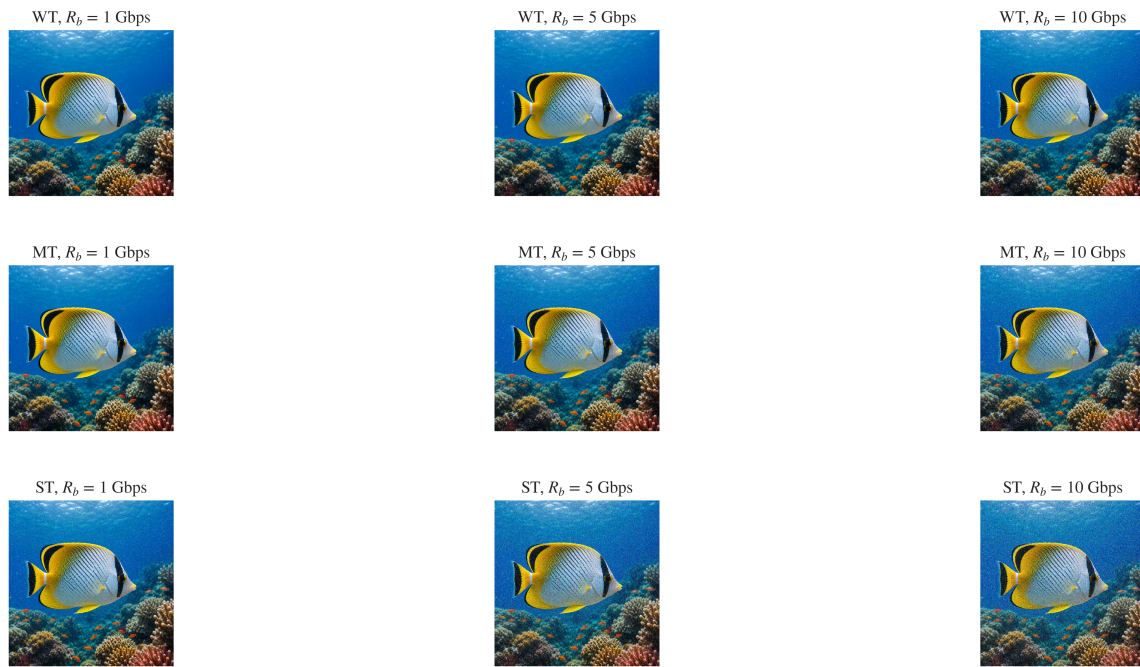 WT, R_b = 1 Gbps
WT, R_b = 5 Gbps
WT, R_b = 10 Gbps
MT, R_b = 1 Gbps
MT, R_b = 5 Gbps
MT, R_b = 10 Gbps
ST, R_b = 1 Gbps
ST, R_b = 5 Gbps
ST, R_b = 10 Gbps